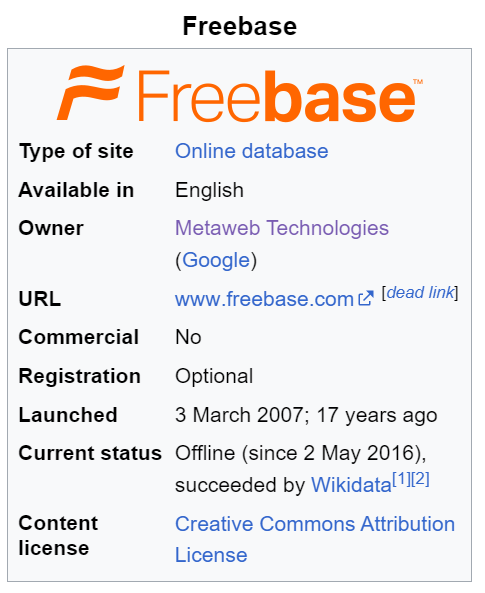 Freebase
Freebase™
Type of site Online database
Available in English
Owner Metaweb Technologies
(Google)
URL www.freebase.com [dead link]
Commercial No
Registration Optional
Launched 3 March 2007; 17 years ago
Current status Offline (since 2 May 2016),
succeeded by Wikidata[1][2]
Content license Creative Commons Attribution
License